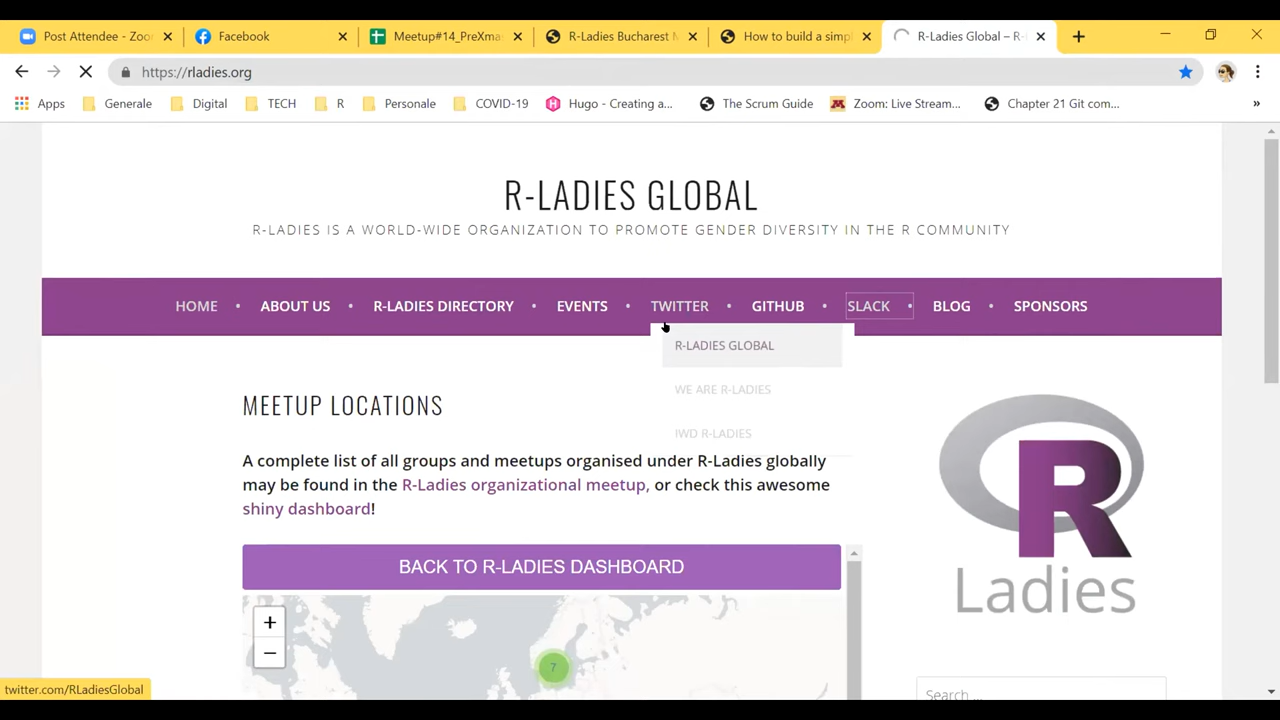 Post Attendee - Zoo
Facebook
Meetup#14_PreXma
R-Ladies Bucharest M
How to build a simp
R-Ladies Global – R-
https://rladies.org
Apps
Generale
Digital
TECH
R
Personale
COVID-19
Hugo - Creating a...
The Scrum Guide
Zoom: Live Stream...
Chapter 21 Git com...
»
R-LADIES GLOBAL
R-LADIES IS A WORLD-WIDE ORGANIZATION TO PROMOTE GENDER DIVERSITY IN THE R COMMUNITY
HOME • ABOUT US • R-LADIES DIRECTORY • EVENTS • TWITTER • GITHUB • SLACK • BLOG • SPONSORS
R-LADIES GLOBAL
WE ARE R-LADIES
IWD R-LADIES
MEETUP LOCATIONS
A complete list of all groups and meetups organised under R-Ladies globally
may be found in the R-Ladies organizational meetup, or check this awesome
shiny dashboard!
BACK TO R-LADIES DASHBOARD
+
−
7
R
Ladies
Search ...
twitter.com/RLadiesGlobal